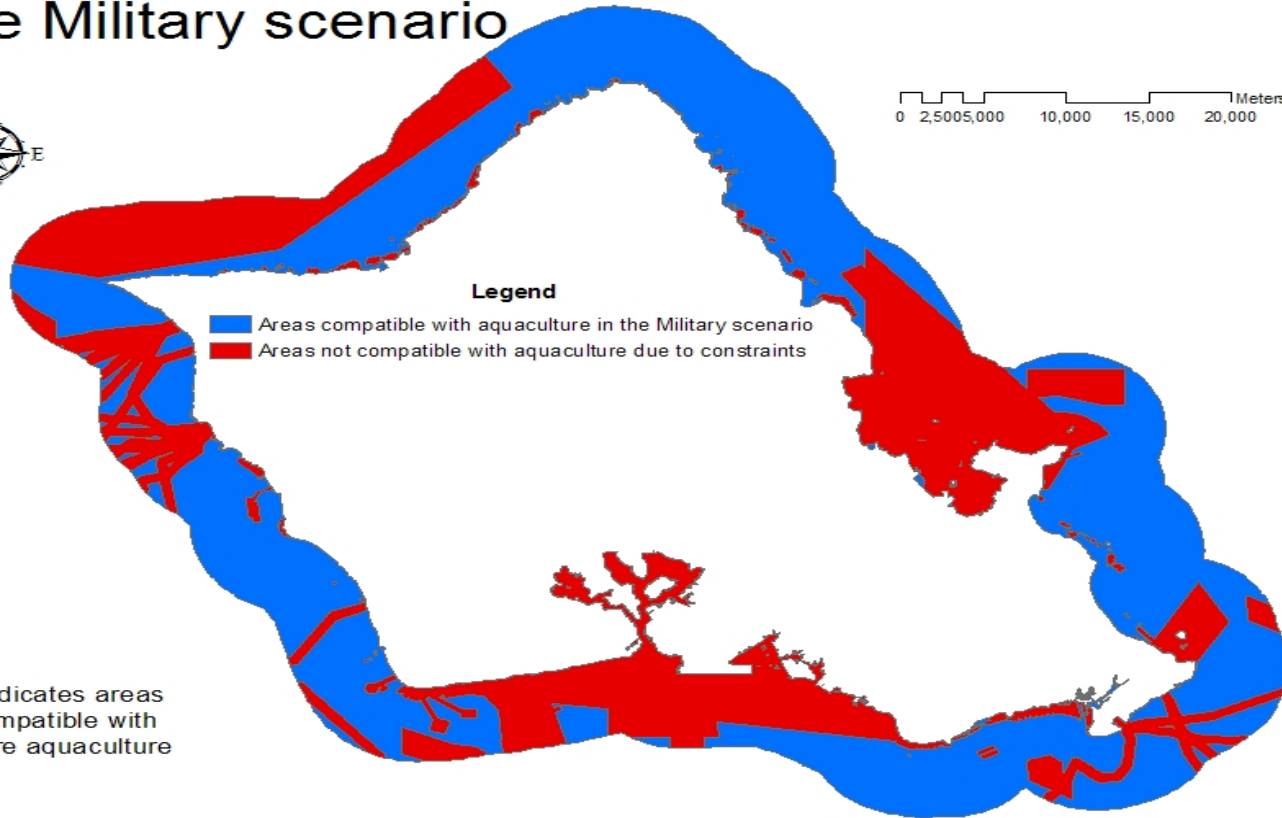 e Military scenario
E
Meters
0 2,5005,000 10,000 15,000 20,000
Legend
Areas compatible with aquaculture in the Military scenario
Areas not compatible with aquaculture due to constraints
dicates areas
mpatible with
re aquaculture